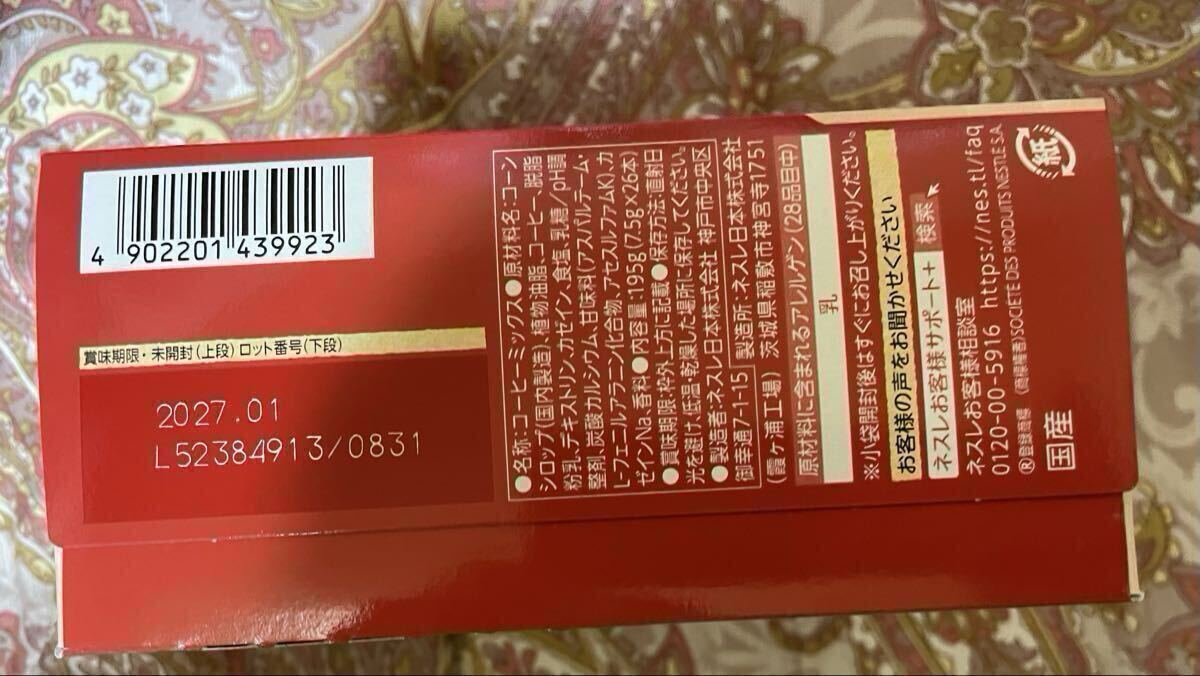 4 902201 439923
賞味期限・未開封(上段)ロット番号(下段)
2027.01
L52384913/0831
●名称:コーヒーミックス ●原材料名:コーン
シロップ(国内製造)、植物油脂、コーヒー、脱脂
粉乳、デキストリン、カゼイン、食塩、乳糖/pH調
整剤、炭酸カルシウム、甘味料(アスパルテーム・
L-フェニルアラニン化合物、アセスルファムK)、カ
ゼインNa、香料 ●内容量:195g(7.5g×26本)
●賞味期限:枠外上方に記載 ●保存方法:直射日
光を避け、低温、乾燥した場所に保存してください。
●製造者:ネスレ日本株式会社 神戸市中央区
御幸通7-1-15 製造所:ネスレ日本株式会社
(霞ヶ浦工場) 茨城県稲敷市神宮寺1751
原材料に含まれるアレルゲン(28品目中)
乳
※小袋開封後はすぐにお召し上がりください。
お客様の声をお聞かせください
ネスレお客様サポート+ 検索
ネスレお客様相談室
0120-00-5916 https://nes.tl/faq
®登録商標 (商標権者)SOCIÉTÉ DES PRODUITS NESTLÉ S.A.
国産
紙